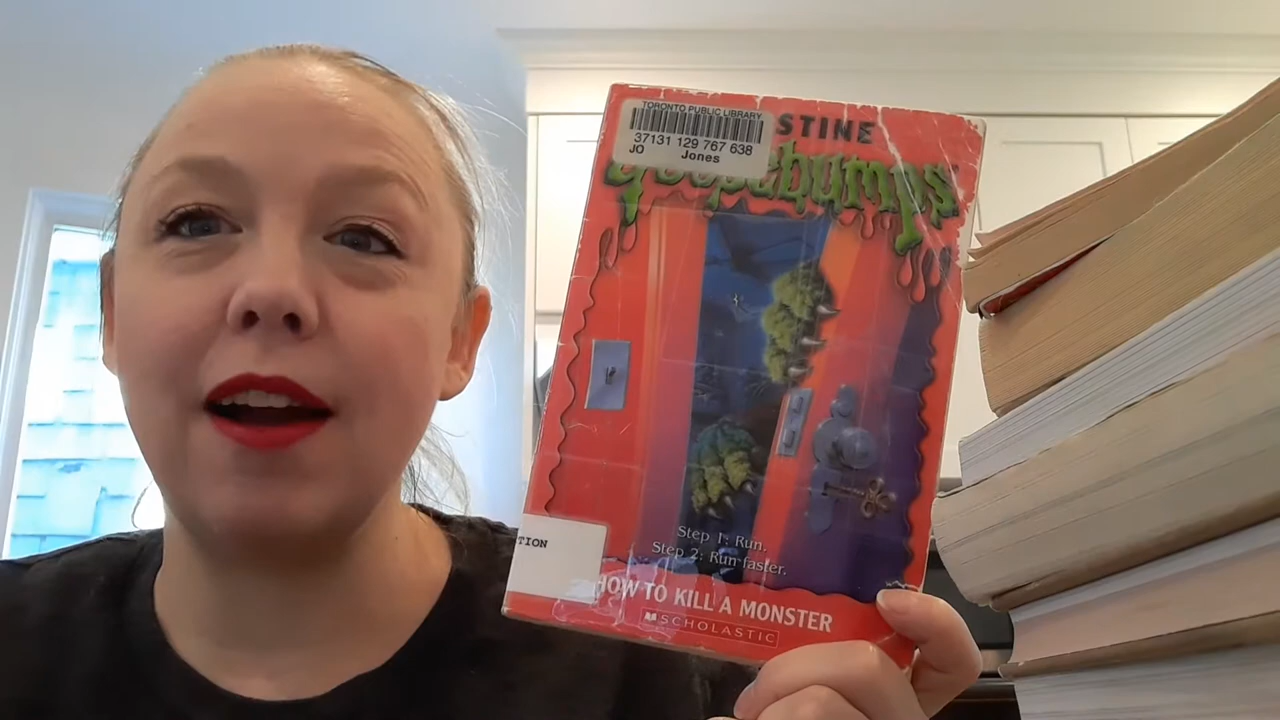 TORONTO PUBLIC LIBRARY
37131 129 767 638
JO Jones
STINE
Goosebumps
TION
Step 1: Run.
Step 2: Run faster.
HOW TO KILL A MONSTER
SCHOLASTIC